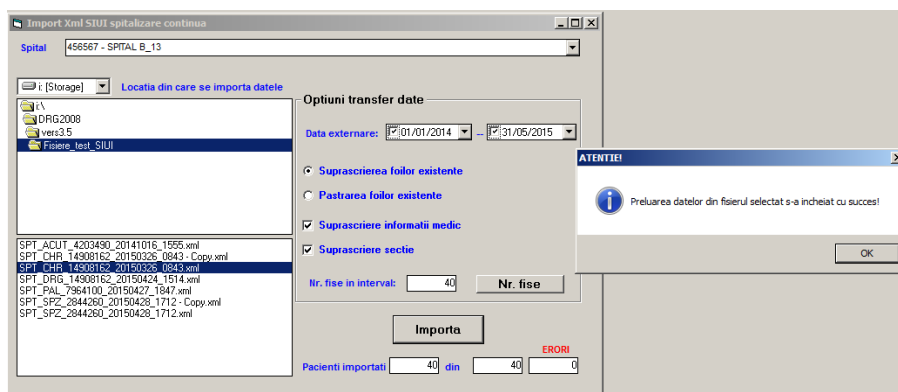 Import Xml SIUI spitalizare continua
Spital 456567 - SPITAL B_13
i: [Storage] Locatia din care se importa datele
i:\
DRG2008
vers3.5
Fisiere_test_SIUI
SPT_ACUT_4203490_20141016_1555.xml
SPT_CHR_14908162_20150326_0843 - Copy.xml
SPT_CHR_14908162_20150326_0843.xml
SPT_DRG_14908162_20150424_1514.xml
SPT_PAL_7964100_20150427_1847.xml
SPT_SPZ_2844260_20150428_1712 - Copy.xml
SPT_SPZ_2844260_20150428_1712.xml
Optiuni transfer date
Data externare: 01/01/2014 -- 31/05/2015
Suprascrierea foilor existente
Pastrarea foilor existente
Suprascriere informatii medic
Suprascriere sectie
Nr. fise in interval: 40 Nr. fise
Importa
ERORI
Pacienti importati 40 din 40 0
ATENTIE!
Preluarea datelor din fisierul selectat s-a incheiat cu succes!
OK